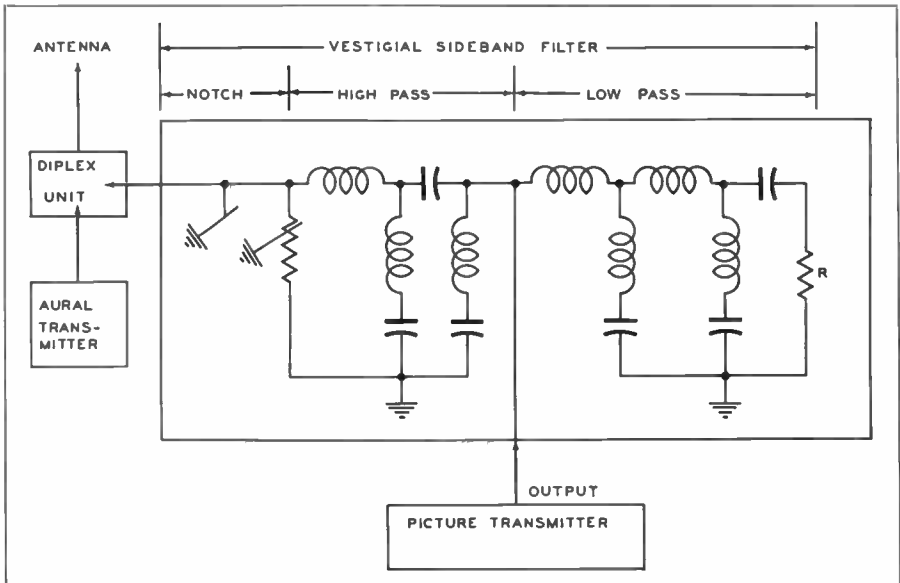 ANTENNA
VESTIGIAL SIDEBAND FILTER
NOTCH
HIGH PASS
LOW PASS
DIPLEX
UNIT
AURAL
TRANS-
MITTER
R
OUTPUT
PICTURE TRANSMITTER